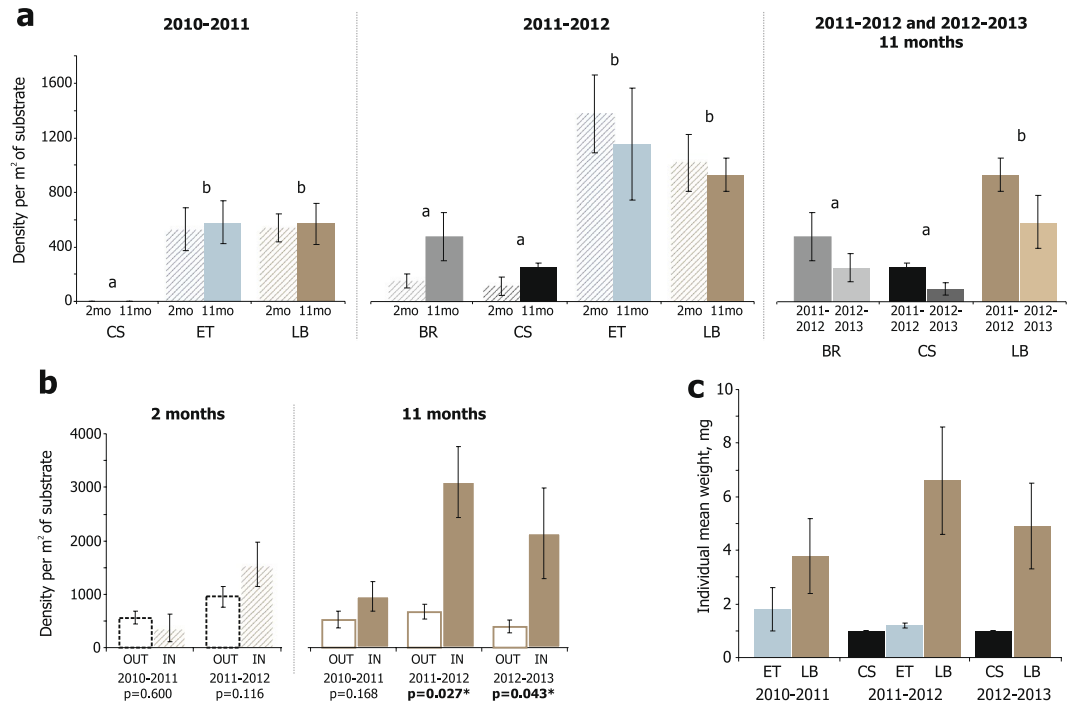 a
2010-2011
2011-2012
2011-2012 and 2012-2013
11 months
Density per m² of substrate
1600
1200
800
400
0
a b b
a a b b
a a b
2mo 11mo 2mo 11mo 2mo 11mo
CS ET LB
2mo 11mo 2mo 11mo 2mo 11mo 2mo 11mo
BR CS ET LB
2011- 2012- 2011- 2012- 2011- 2012-
2012 2013 2012 2013 2012 2013
BR CS LB
b
2 months
11 months
Density per m² of substrate
4000
3000
2000
1000
0
OUT IN OUT IN OUT IN OUT IN OUT IN
2010-2011 2011-2012 2010-2011 2011-2012 2012-2013
p=0.600 p=0.116 p=0.168 p=0.027* p=0.043*
c
Individual mean weight, mg
10
8
6
4
2
0
ET LB CS ET LB CS LB
2010-2011 2011-2012 2012-2013